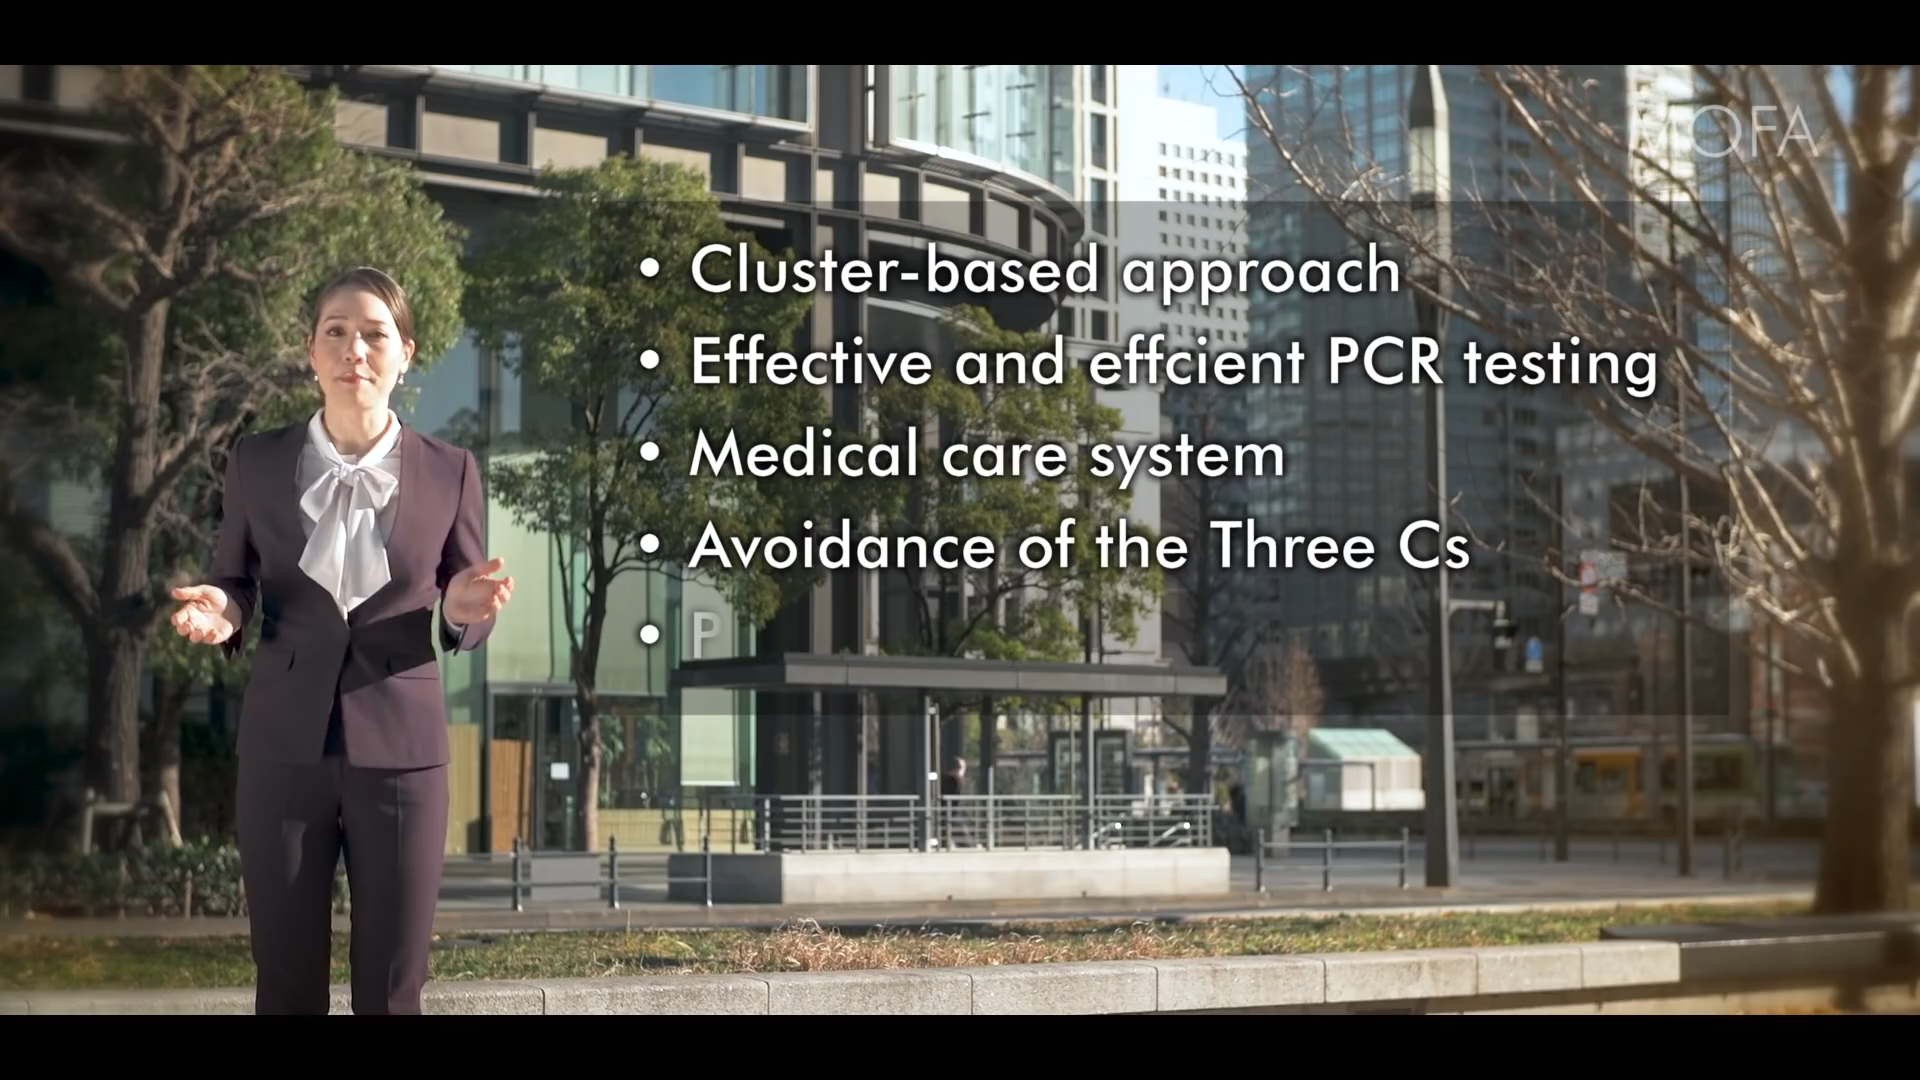 MOFA
• Cluster-based approach
• Effective and effcient PCR testing
• Medical care system
• Avoidance of the Three Cs
• P